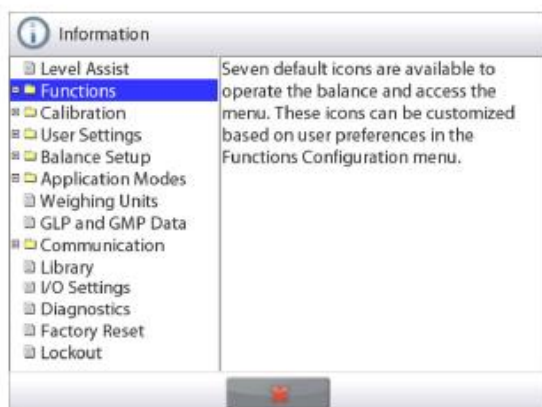 Information
Level Assist
Functions
Calibration
User Settings
Balance Setup
Application Modes
Weighing Units
GLP and GMP Data
Communication
Library
I/O Settings
Diagnostics
Factory Reset
Lockout
Seven default icons are available to
operate the balance and access the
menu. These icons can be customized
based on user preferences in the
Functions Configuration menu.